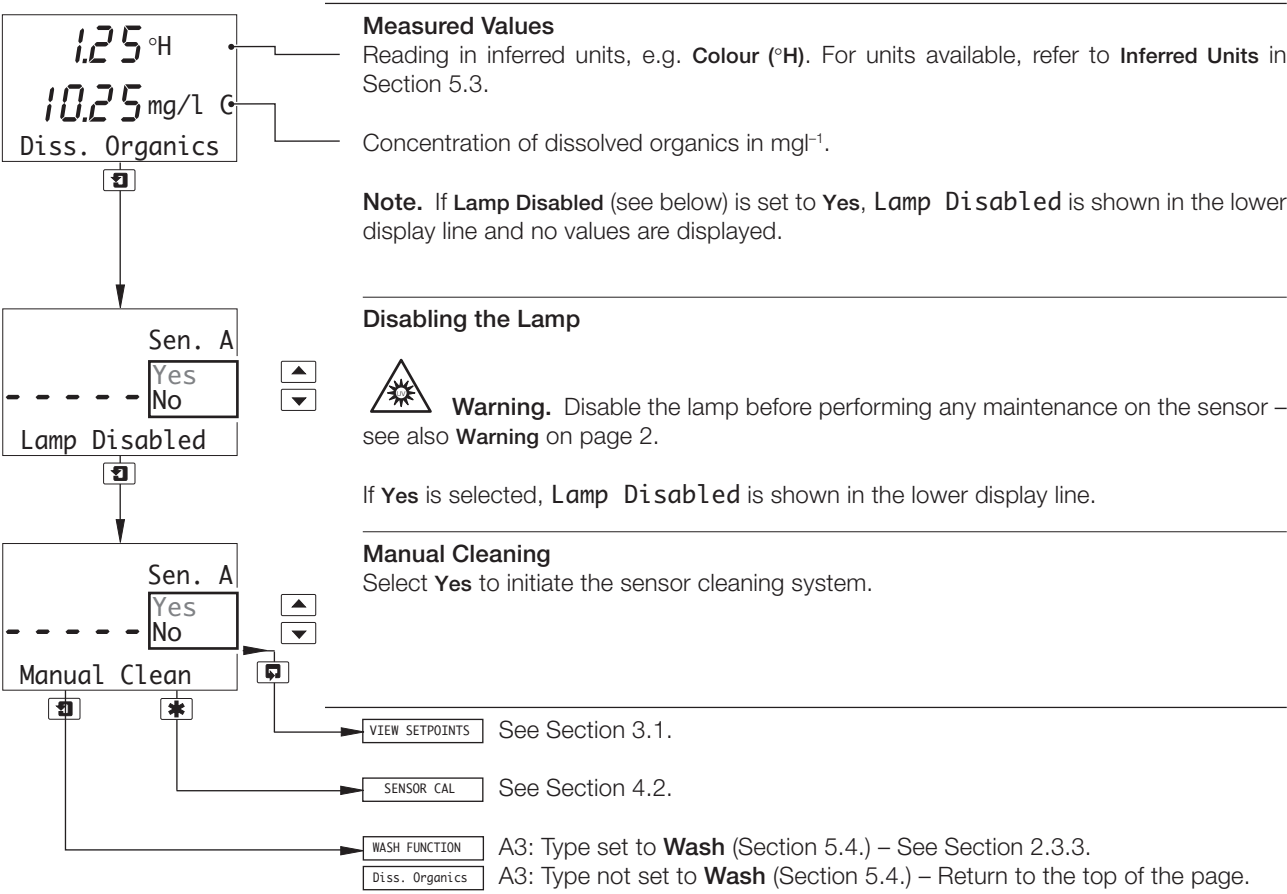 1.25 °H
10.25 mg/l C
Diss. Organics
Measured Values
Reading in inferred units, e.g. Colour (°H). For units available, refer to Inferred Units in
Section 5.3.
Concentration of dissolved organics in mgl⁻¹.
Note. If Lamp Disabled (see below) is set to Yes, Lamp Disabled is shown in the lower
display line and no values are displayed.
Sen. A
Yes
- - - - - No
Lamp Disabled
Disabling the Lamp
UV
Warning. Disable the lamp before performing any maintenance on the sensor –
see also Warning on page 2.
If Yes is selected, Lamp Disabled is shown in the lower display line.
Sen. A
Yes
- - - - - No
Manual Clean
Manual Cleaning
Select Yes to initiate the sensor cleaning system.
VIEW SETPOINTS See Section 3.1.
SENSOR CAL See Section 4.2.
WASH FUNCTION A3: Type set to Wash (Section 5.4.) – See Section 2.3.3.
Diss. Organics A3: Type not set to Wash (Section 5.4.) – Return to the top of the page.